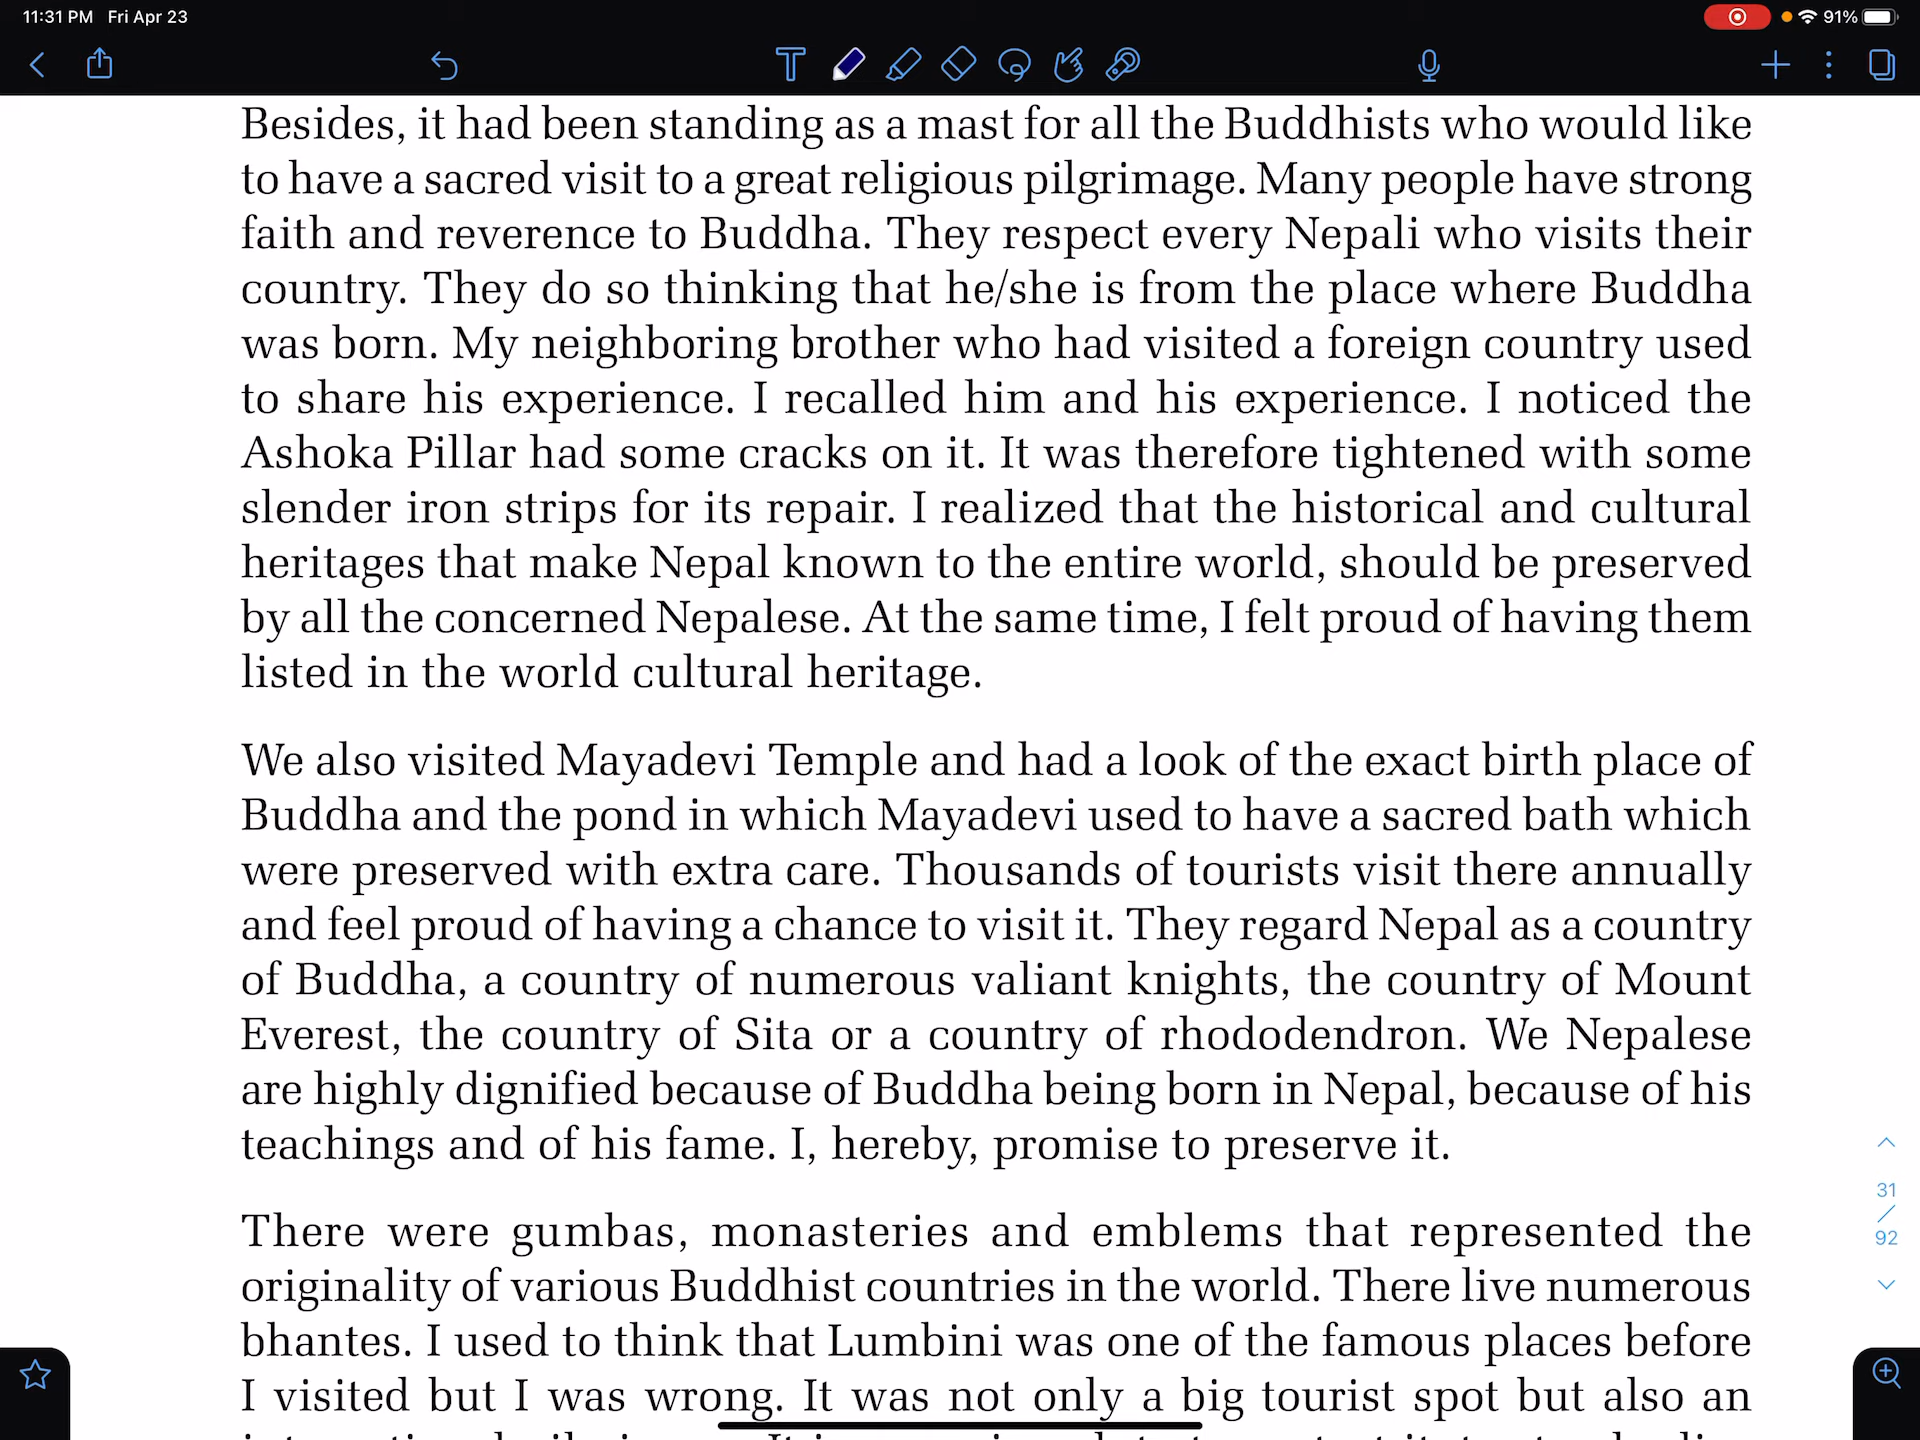 11:31 PM Fri Apr 23
91%
Besides, it had been standing as a mast for all the Buddhists who would like
to have a sacred visit to a great religious pilgrimage. Many people have strong
faith and reverence to Buddha. They respect every Nepali who visits their
country. They do so thinking that he/she is from the place where Buddha
was born. My neighboring brother who had visited a foreign country used
to share his experience. I recalled him and his experience. I noticed the
Ashoka Pillar had some cracks on it. It was therefore tightened with some
slender iron strips for its repair. I realized that the historical and cultural
heritages that make Nepal known to the entire world, should be preserved
by all the concerned Nepalese. At the same time, I felt proud of having them
listed in the world cultural heritage.
We also visited Mayadevi Temple and had a look of the exact birth place of
Buddha and the pond in which Mayadevi used to have a sacred bath which
were preserved with extra care. Thousands of tourists visit there annually
and feel proud of having a chance to visit it. They regard Nepal as a country
of Buddha, a country of numerous valiant knights, the country of Mount
Everest, the country of Sita or a country of rhododendron. We Nepalese
are highly dignified because of Buddha being born in Nepal, because of his
teachings and of his fame. I, hereby, promise to preserve it.
31
/
92
There were gumbas, monasteries and emblems that represented the
originality of various Buddhist countries in the world. There live numerous
bhantes. I used to think that Lumbini was one of the famous places before
I visited but I was wrong. It was not only a big tourist spot but also an